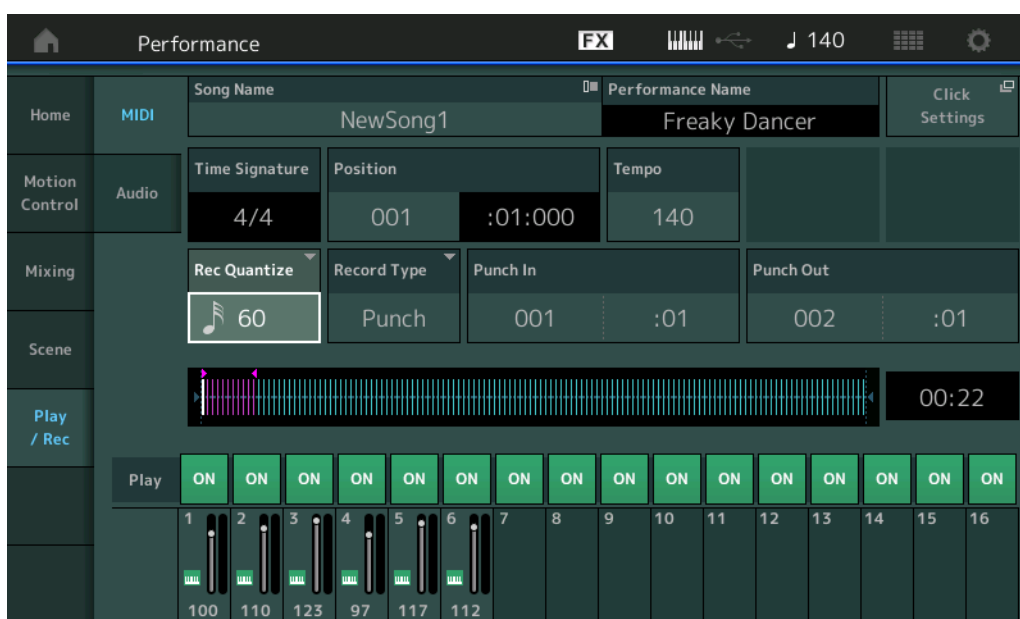 Performance
FX
140
Home
MIDI
Song Name
NewSong1
Performance Name
Freaky Dancer
Click
Settings
Motion
Control
Audio
Time Signature
4/4
Position
001
:01:000
Tempo
140
Mixing
Rec Quantize
60
Record Type
Punch
Punch In
001
:01
Punch Out
002
:01
Scene
Play
/ Rec
00:22
Play
ON ON ON ON ON ON ON ON ON ON ON ON ON ON ON ON
1 2 3 4 5 6 7 8 9 10 11 12 13 14 15 16
100 110 123 97 117 112